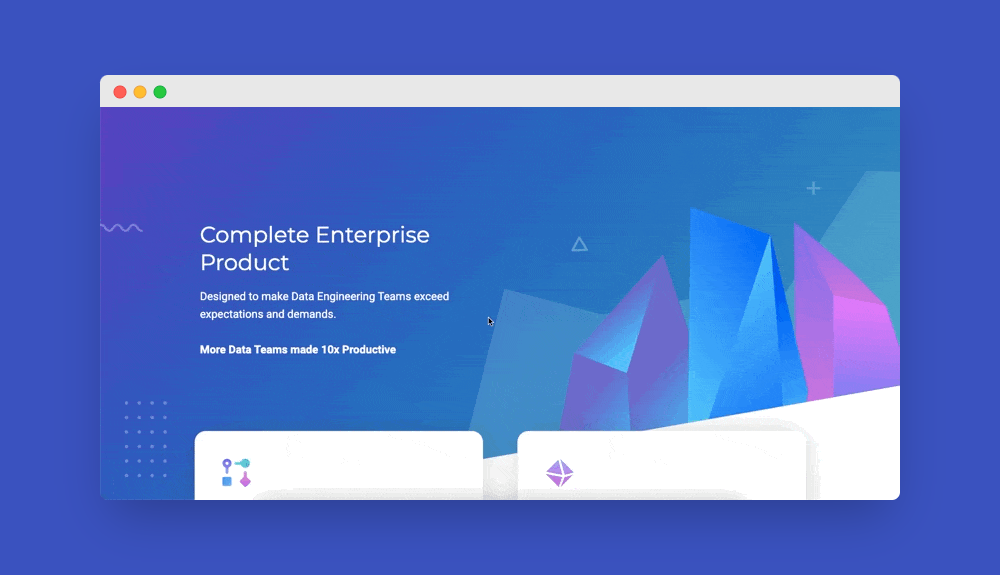 Complete Enterprise
Product
Designed to make Data Engineering Teams exceed
expectations and demands.
More Data Teams made 10x Productive